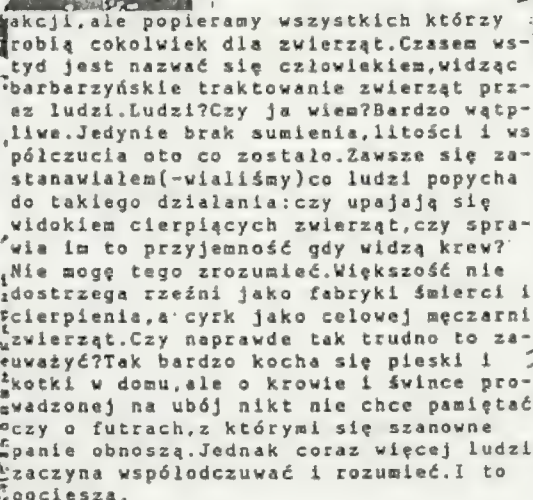 akcji,ale popieramy wszystkich którzy
robią cokolwiek dla zwierząt.Czasem ws-
tyd jest nazwać się człowiekiem,widząc
barbarzyńskie traktowanie zwierząt prz-
ez ludzi.Ludzi?Czy ja wiem?Bardzo wątp-
liwe.Jedynie brak sumienia,litości i ws
półczucia oto co zostało.Zawsze się za-
stanawiałem(-wialiśmy)co ludzi popycha
do takiego działania:czy upajają się
widokiem cierpiących zwierząt,czy spra-
wia im to przyjemność gdy widzą krew?
Nie mogę tego zrozumieć.Większość nie
dostrzega rzeźni jako fabryki śmierci i
cierpienia,a cyrk jako celowej męczarni
zwierząt.Czy naprawde tak trudno to za-
uważyć?Tak bardzo kocha się pieski i
kotki w domu,ale o krowie i śwince pro-
wadzonej na ubój nikt nie chce pamiętać
czy o futrach,z którymi się szanowne
panie obnoszą.Jednak coraz więcej ludzi
zaczyna wspólodczuwać i rozumieć.I to
pociesza.